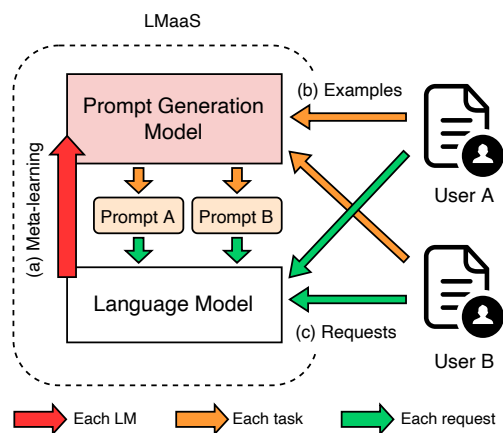 LMaaS
(b) Examples
Prompt Generation
Model
User A
(a) Meta-learning
Prompt A
Prompt B
Language Model
(c) Requests
User B
Each LM
Each task
Each request